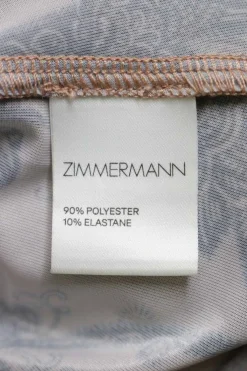 ZIMMERMANN
90% POLYESTER
10% ELASTANE